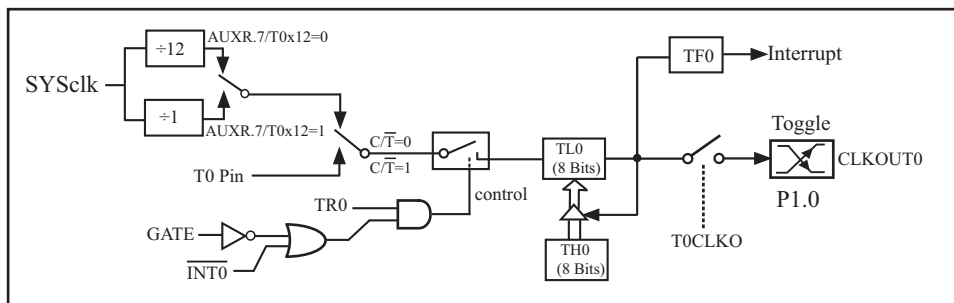 ÷12
AUXR.7/T0x12=0
SYSclk
÷1
AUXR.7/T0x12=1
T0 Pin
C/T̅=0
C/T̅=1
TR0
GATE
I̅N̅T̅0̅
control
TL0
(8 Bits)
TH0
(8 Bits)
TF0
Interrupt
Toggle
CLKOUT0
P1.0
T0CLKO